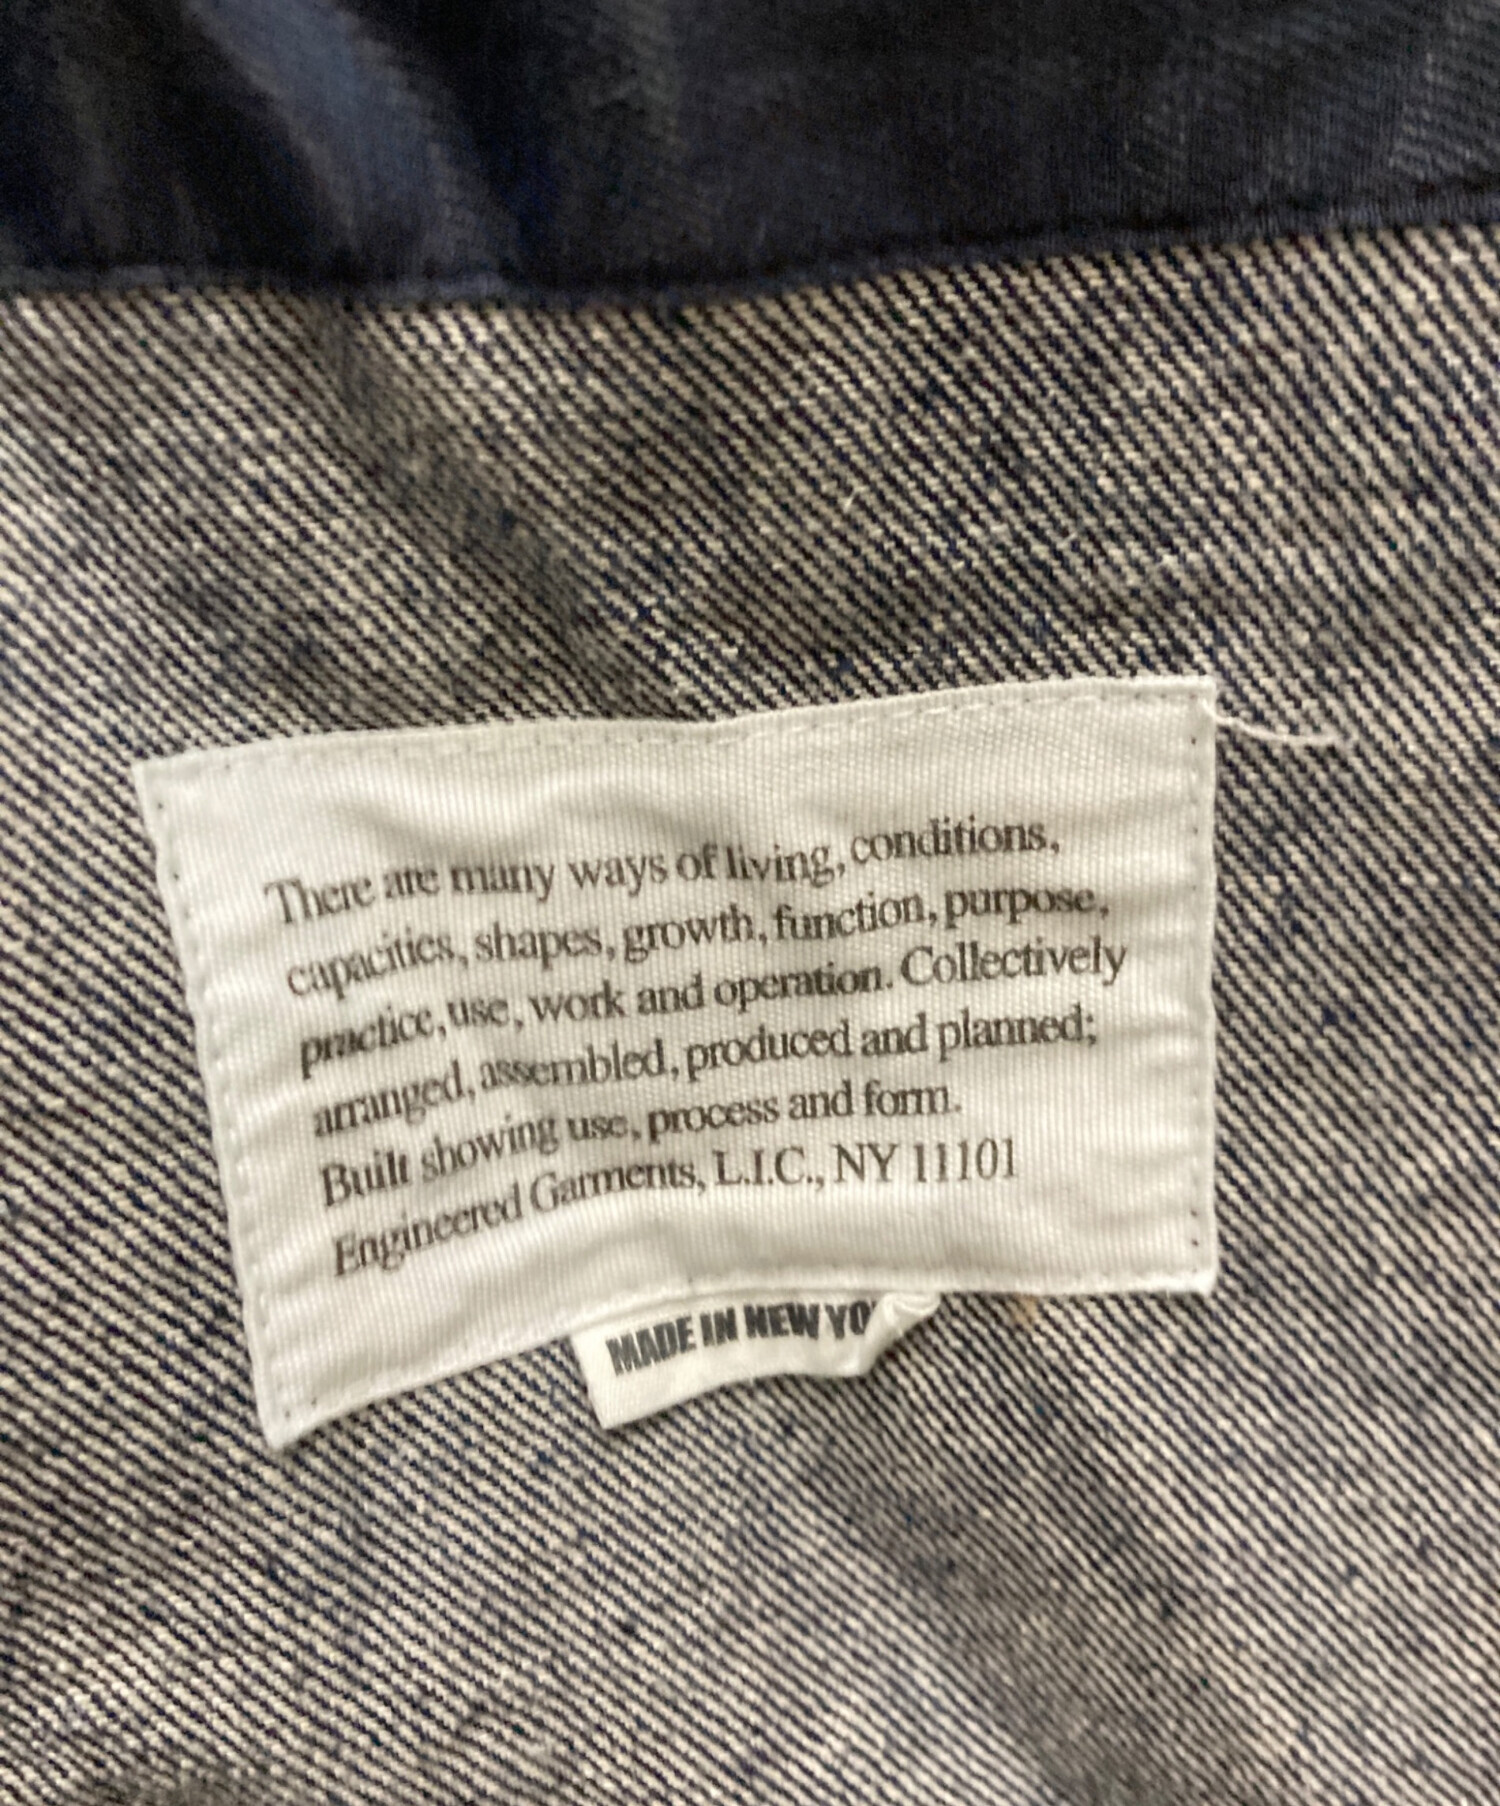 There are many ways of living, conditions,
capacities, shapes, growth, function, purpose,
practice, use, work and operation. Collectively
arranged, assembled, produced and planned;
Built showing use, process and form.
Engineered Garments, L.I.C., NY 11101
MADE IN NEW YO